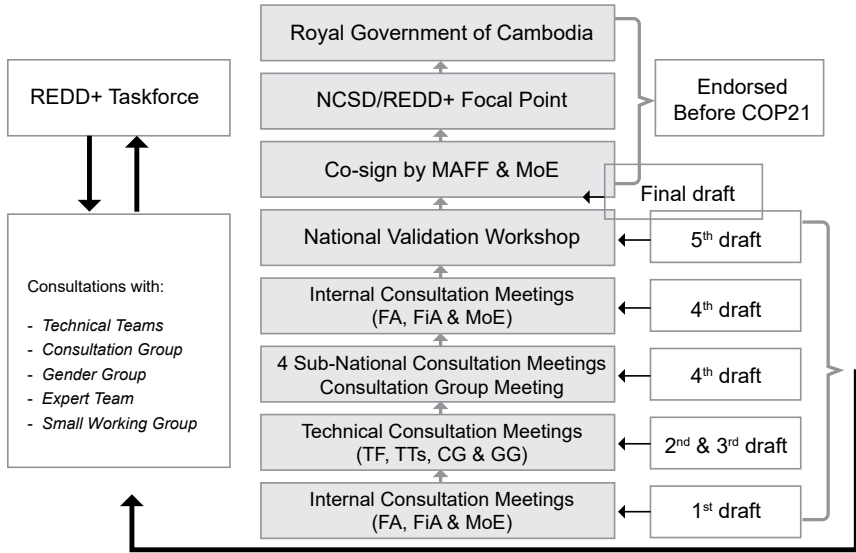 Royal Government of Cambodia
REDD+ Taskforce
NCSD/REDD+ Focal Point
Endorsed
Before COP21
Co-sign by MAFF & MoE
Final draft
National Validation Workshop
5th draft
Consultations with:
- Technical Teams
- Consultation Group
- Gender Group
- Expert Team
- Small Working Group
Internal Consultation Meetings
(FA, FiA & MoE)
4th draft
4 Sub-National Consultation Meetings
Consultation Group Meeting
4th draft
Technical Consultation Meetings
(TF, TTs, CG & GG)
2nd & 3rd draft
Internal Consultation Meetings
(FA, FiA & MoE)
1st draft